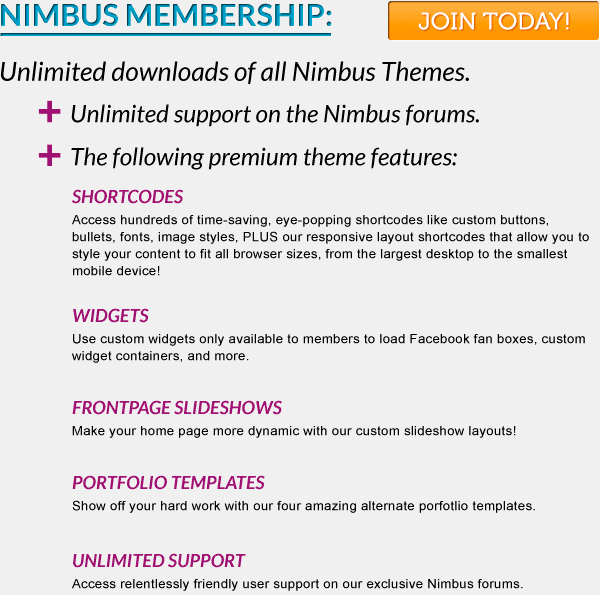 NIMBUS MEMBERSHIP:
JOIN TODAY!
Unlimited downloads of all Nimbus Themes.
+ Unlimited support on the Nimbus forums.
+ The following premium theme features:
SHORTCODES
Access hundreds of time-saving, eye-popping shortcodes like custom buttons,
bullets, fonts, image styles, PLUS our responsive layout shortcodes that allow you to
style your content to fit all browser sizes, from the largest desktop to the smallest
mobile device!
WIDGETS
Use custom widgets only available to members to load Facebook fan boxes, custom
widget containers, and more.
FRONTPAGE SLIDESHOWS
Make your home page more dynamic with our custom slideshow layouts!
PORTFOLIO TEMPLATES
Show off your hard work with our four amazing alternate porfotlio templates.
UNLIMITED SUPPORT
Access relentlessly friendly user support on our exclusive Nimbus forums.